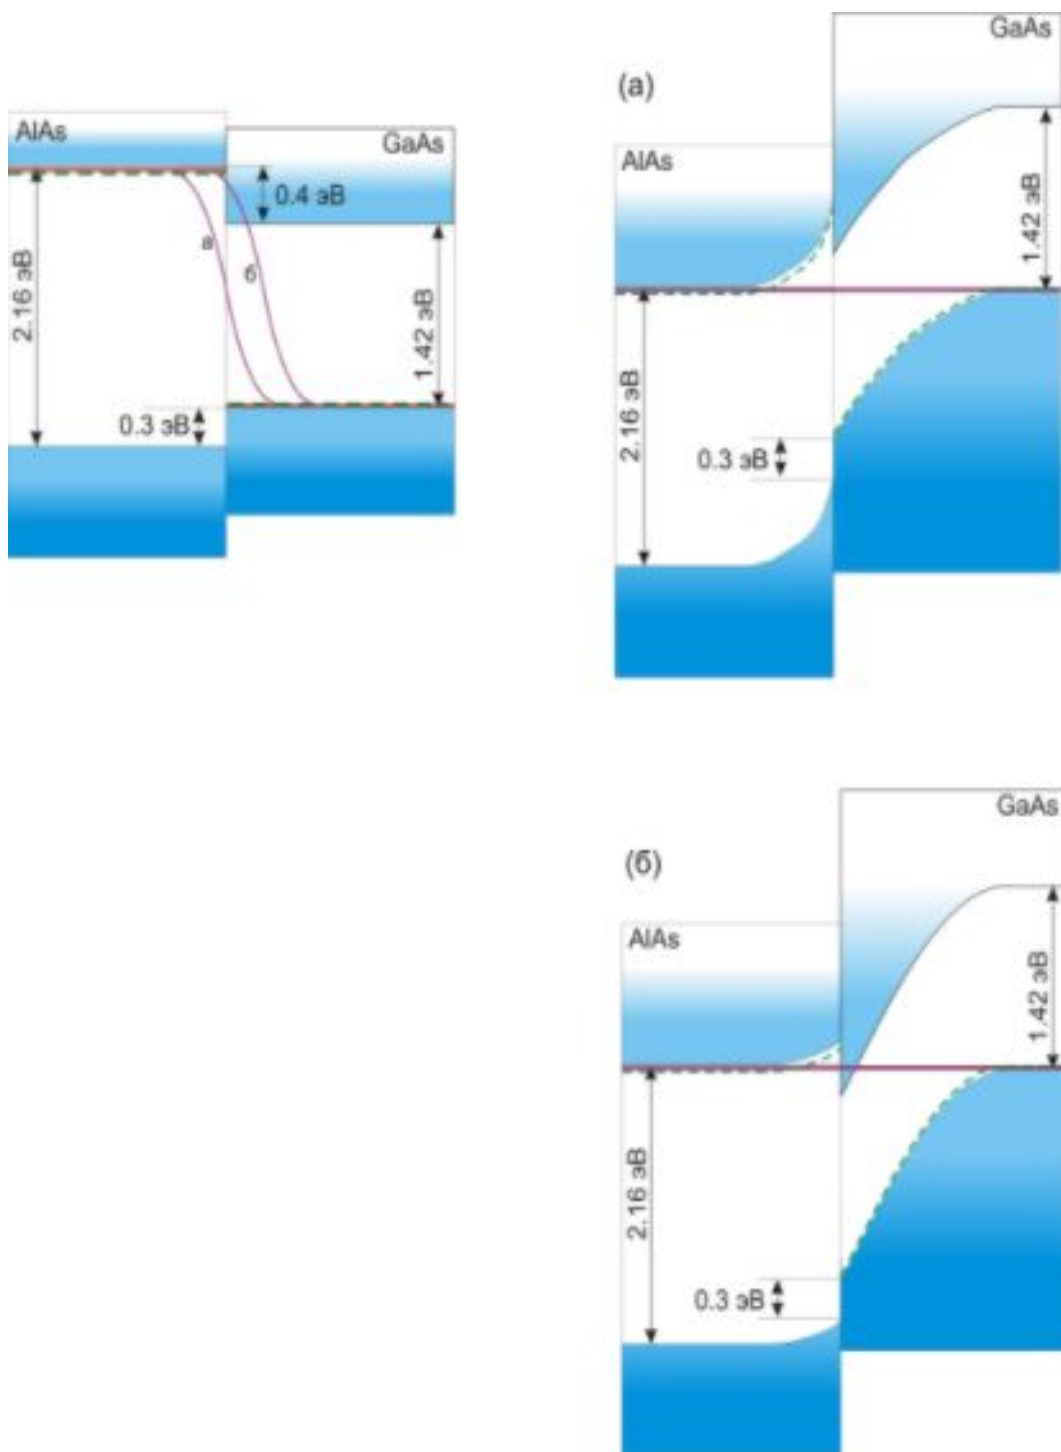 AlAs
GaAs
0.4 эВ
а
б
2.16 эВ
1.42 эВ
0.3 эВ
(а)
GaAs
AlAs
1.42 эВ
2.16 эВ
0.3 эВ
(б)
GaAs
AlAs
1.42 эВ
2.16 эВ
0.3 эВ